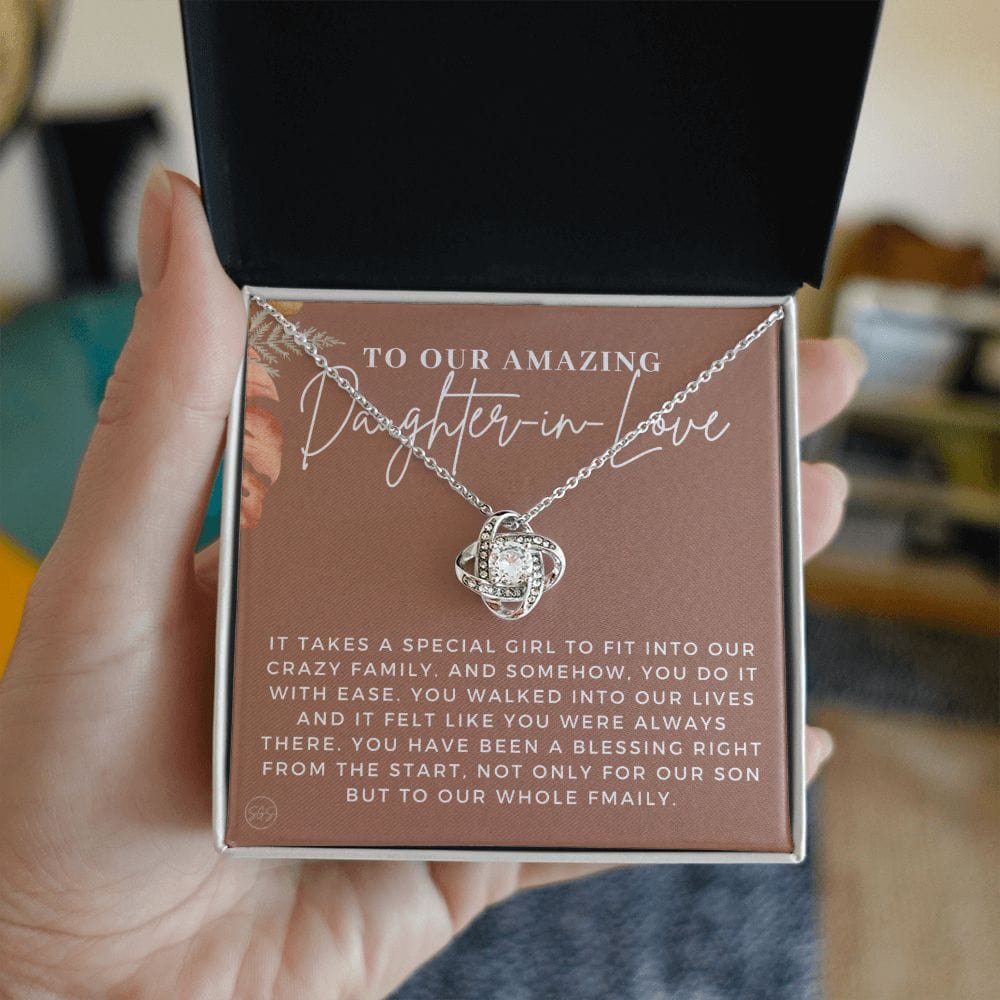 TO OUR AMAZING
Daughter-in-Love
IT TAKES A SPECIAL GIRL TO FIT INTO OUR
CRAZY FAMILY. AND SOMEHOW, YOU DO IT
WITH EASE. YOU WALKED INTO OUR LIVES
AND IT FELT LIKE YOU WERE ALWAYS
THERE. YOU HAVE BEEN A BLESSING RIGHT
FROM THE START, NOT ONLY FOR OUR SON
BUT TO OUR WHOLE FMAILY.
SGS